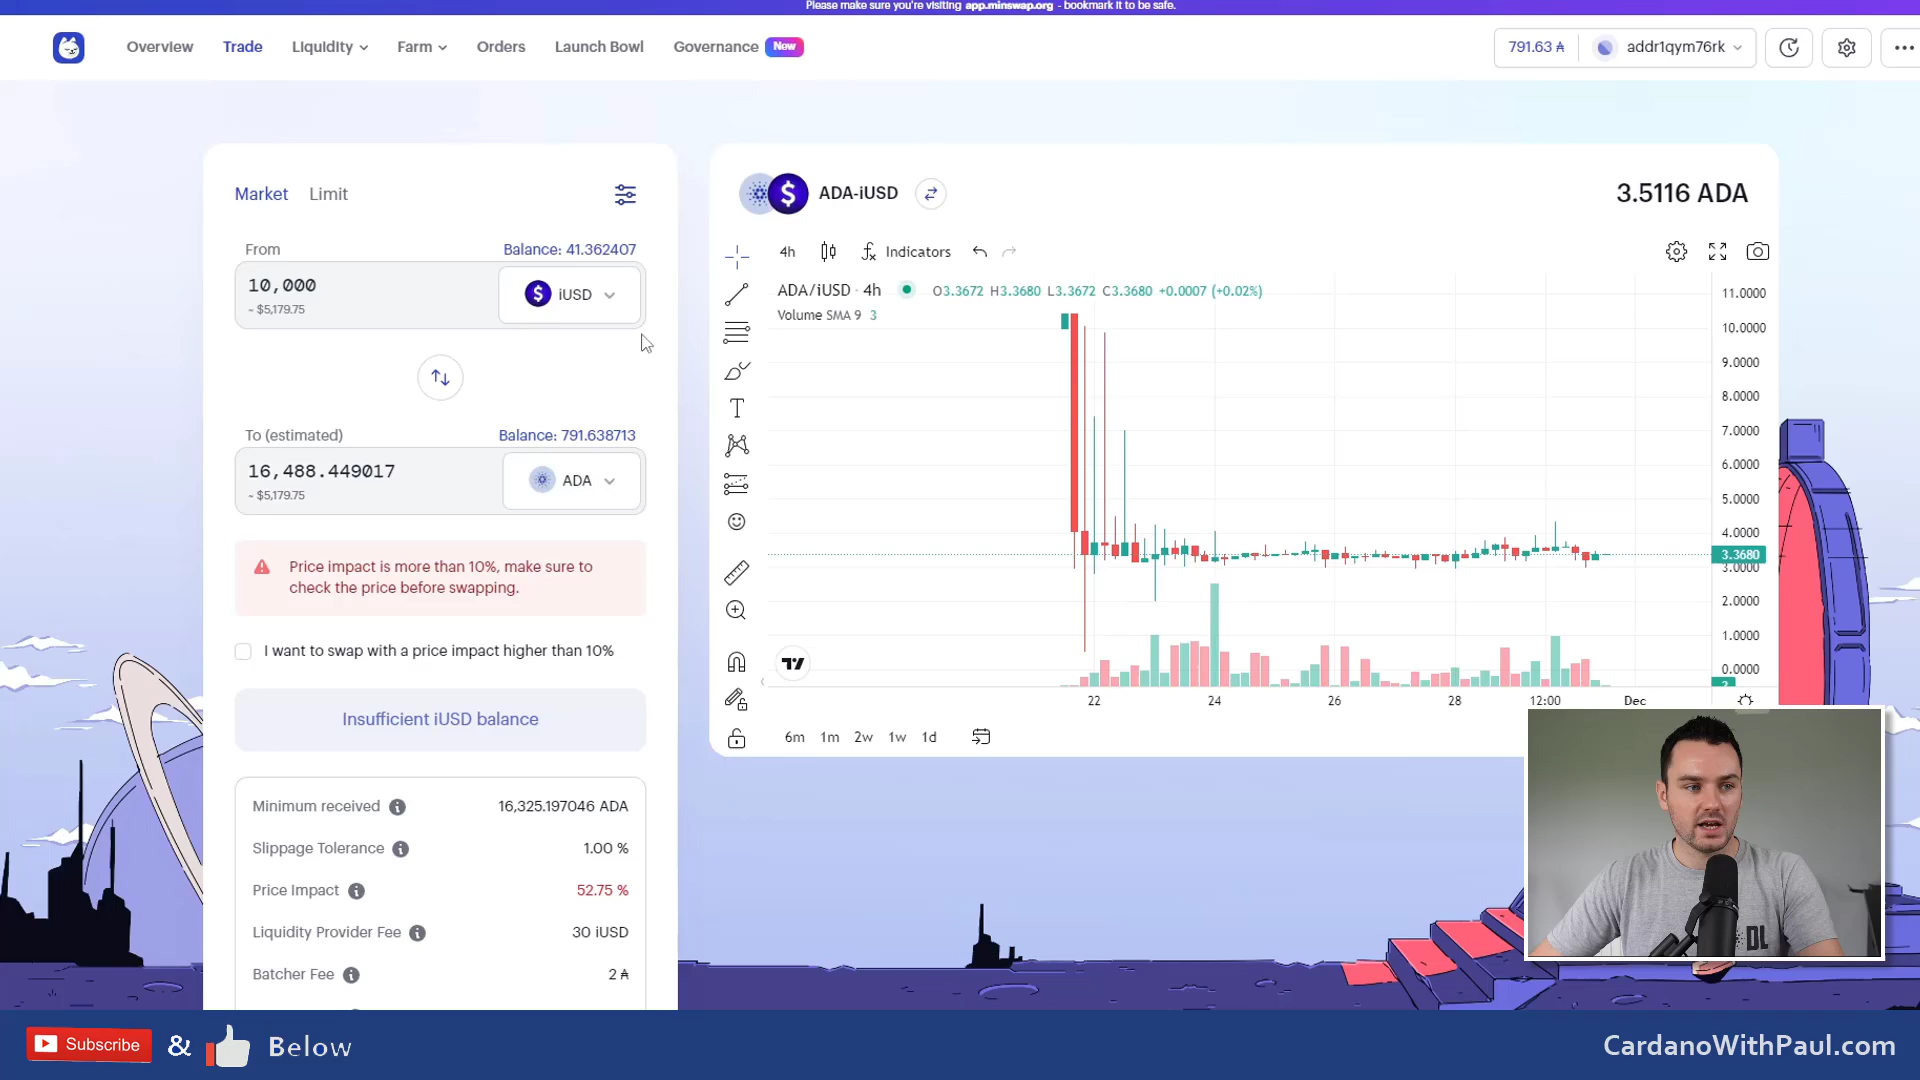 Please make sure you're visiting app.minswap.org - bookmark it to be safe.
Overview Trade Liquidity Farm Orders Launch Bowl Governance New
791.63 ₳ addr1qym76rk
Market Limit
From Balance: 41.362407
10,000
~ $5,179.75
$ iUSD
To (estimated) Balance: 791.638713
16,488.449017
~ $5,179.75
ADA
Price impact is more than 10%, make sure to
check the price before swapping.
I want to swap with a price impact higher than 10%
Insufficient iUSD balance
Minimum received 16,325.197046 ADA
Slippage Tolerance 1.00 %
Price Impact 52.75 %
Liquidity Provider Fee 30 iUSD
Batcher Fee 2 ₳
$ ADA-iUSD 3.5116 ADA
4h Indicators
ADA/iUSD · 4h O3.3672 H3.3680 L3.3672 C3.3680 +0.0007 (+0.02%)
Volume SMA 9 3
11.0000
10.0000
9.0000
8.0000
7.0000
6.0000
5.0000
4.0000
3.3680
3.0000
2.0000
1.0000
0.0000
22 24 26 28 12:00 Dec
6m 1m 2w 1w 1d
DL
Subscribe & Below
CardanoWithPaul.com